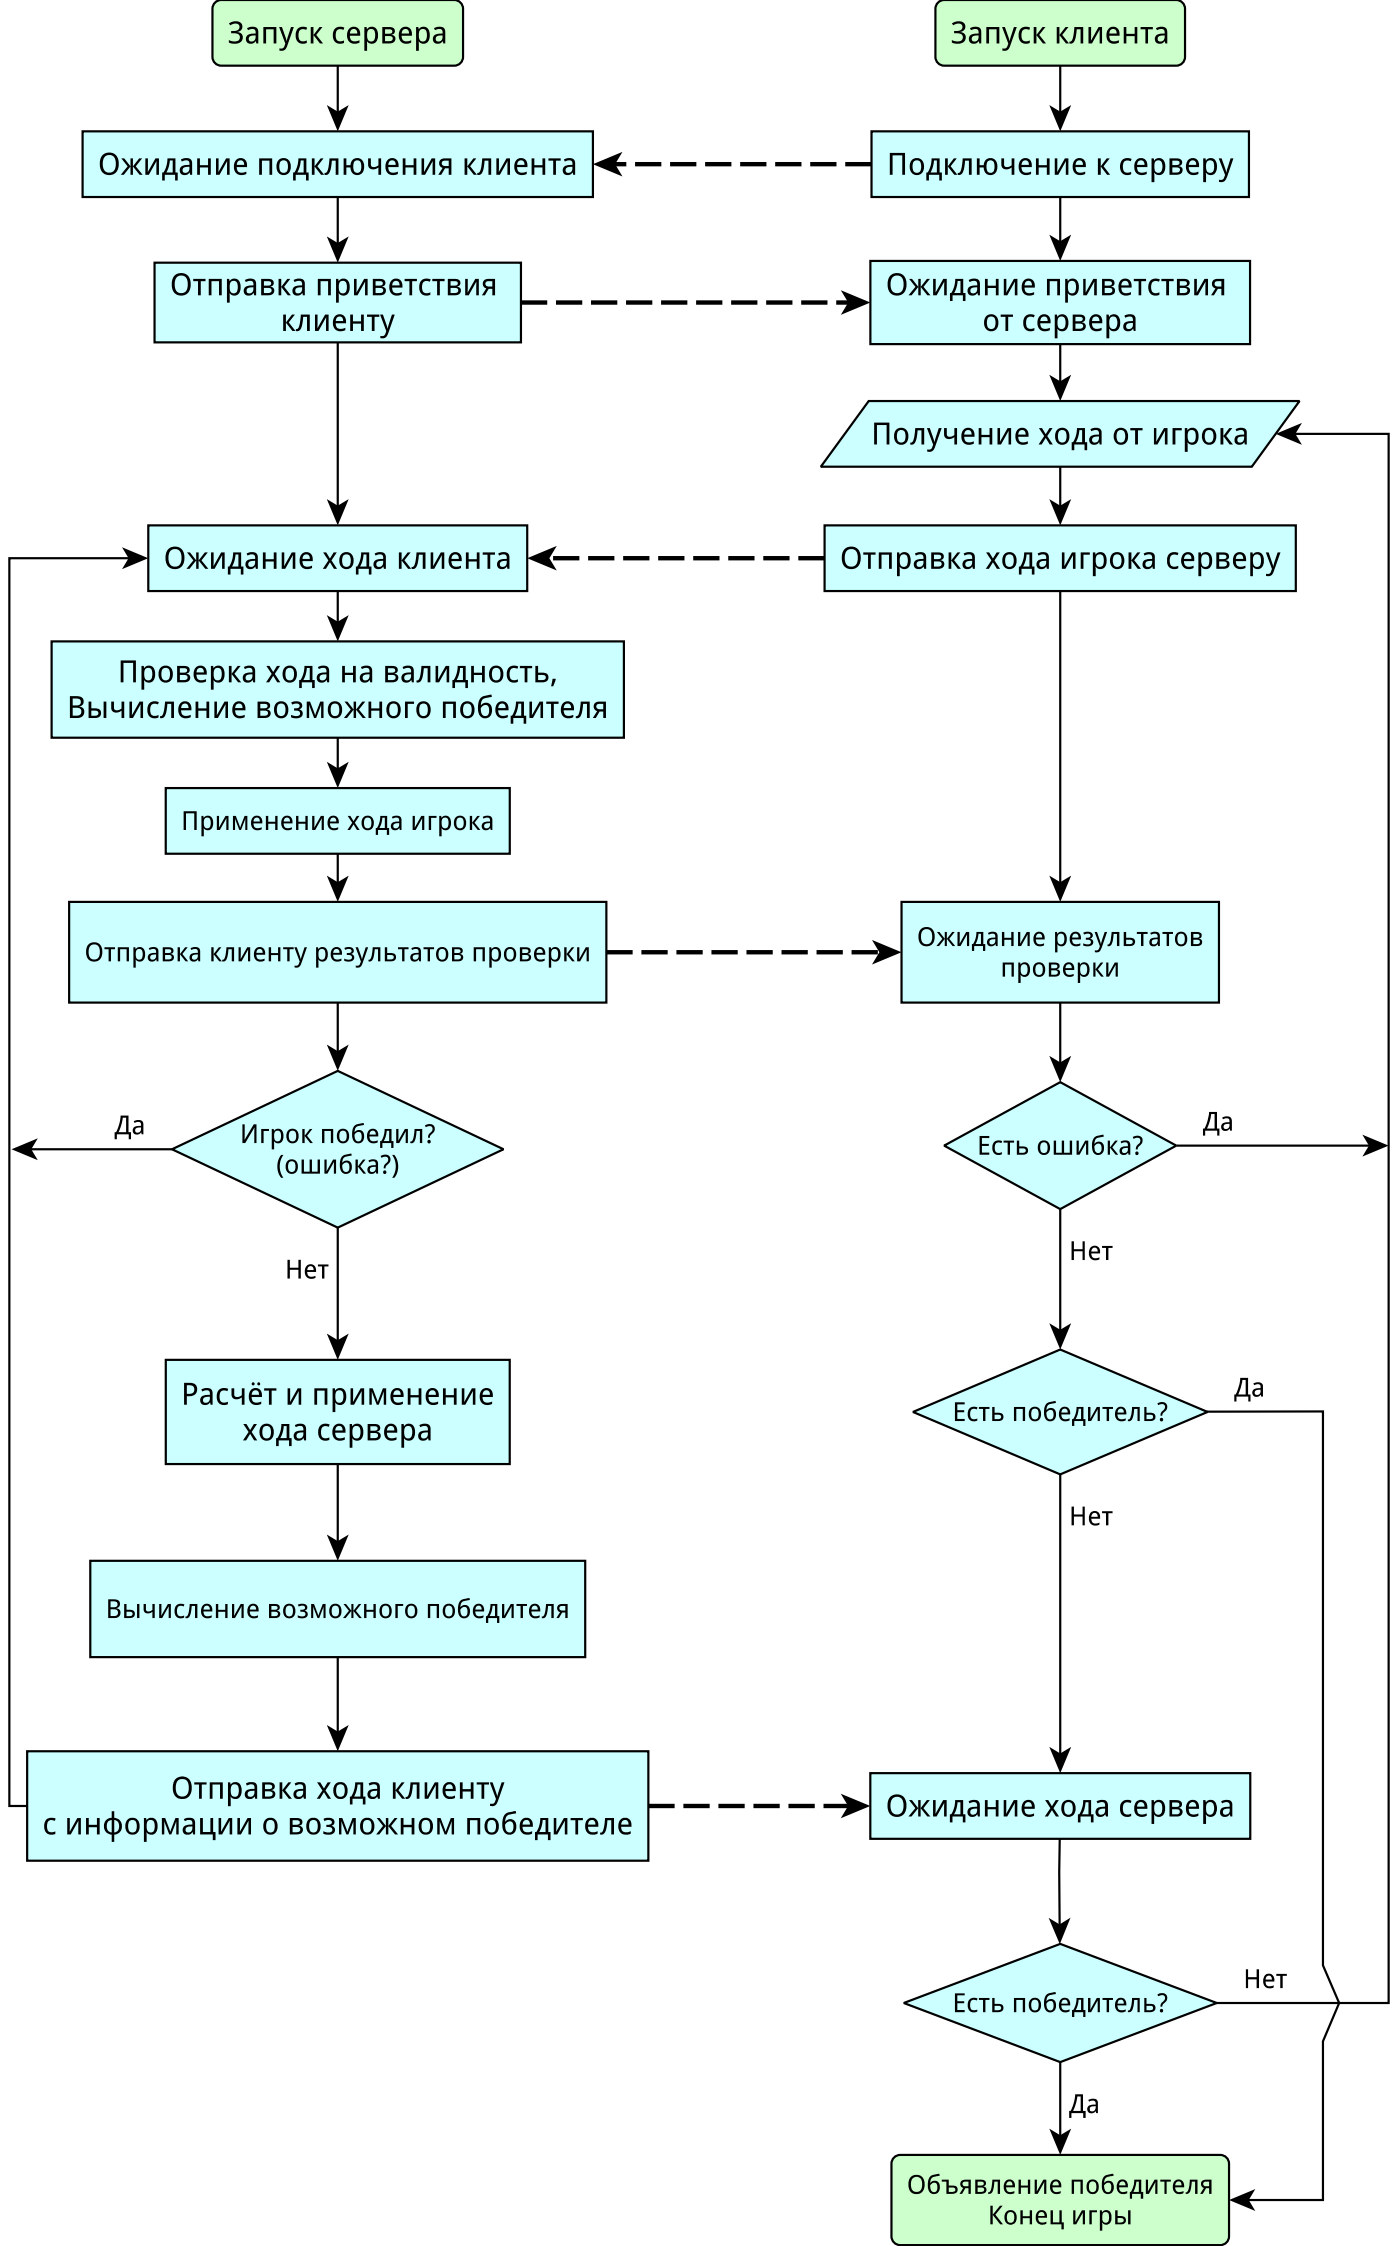 Запуск сервера
Запуск клиента
Ожидание подключения клиента
Подключение к серверу
Отправка приветствия
клиенту
Ожидание приветствия
от сервера
Получение хода от игрока
Ожидание хода клиента
Отправка хода игрока серверу
Проверка хода на валидность,
Вычисление возможного победителя
Применение хода игрока
Отправка клиенту результатов проверки
Ожидание результатов
проверки
Да
Игрок победил?
(ошибка?)
Да
Есть ошибка?
Нет
Нет
Расчёт и применение
хода сервера
Да
Есть победитель?
Нет
Вычисление возможного победителя
Отправка хода клиенту
с информации о возможном победителе
Ожидание хода сервера
Нет
Есть победитель?
Да
Объявление победителя
Конец игры